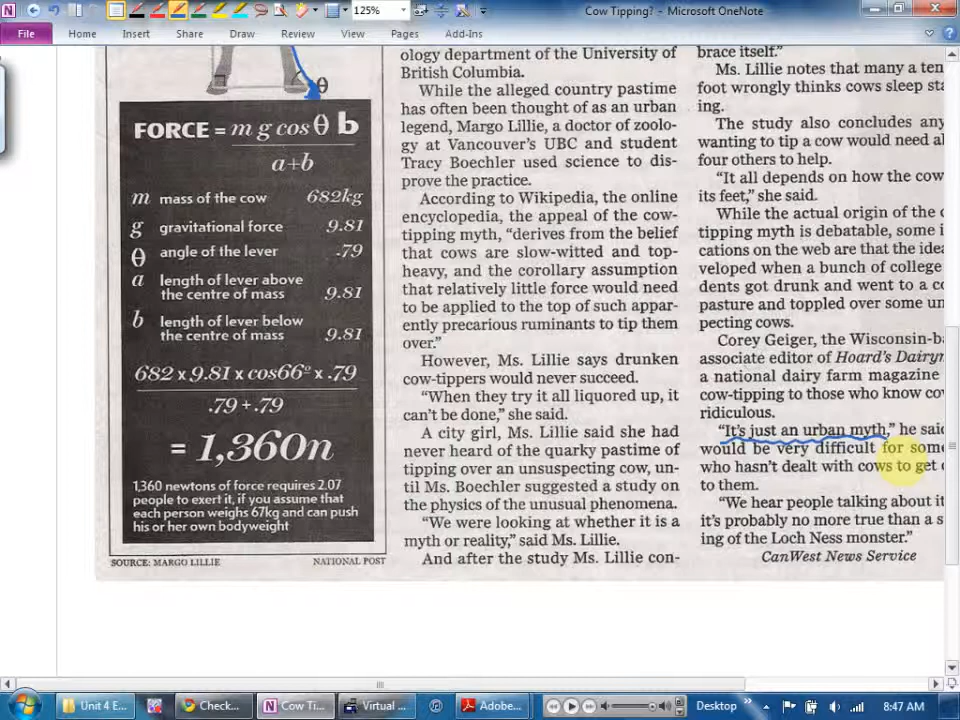 125%
Cow Tipping? - Microsoft OneNote
File Home Insert Share Draw Review View Pages Add-Ins
θ
FORCE = m g cos θ b
a+b
m mass of the cow 682kg
g gravitational force 9.81
θ angle of the lever .79
a length of lever above
the centre of mass 9.81
b length of lever below
the centre of mass 9.81
682 x 9.81 x cos66° x .79
.79 + .79
= 1,360n
1,360 newtons of force requires 2.07
people to exert it, if you assume that
each person weighs 67kg and can push
his or her own bodyweight
SOURCE: MARGO LILLIE NATIONAL POST
ology department of the University of
British Columbia.
While the alleged country pastime
has often been thought of as an urban
legend, Margo Lillie, a doctor of zoolo-
gy at Vancouver's UBC and student
Tracy Boechler used science to dis-
prove the practice.
According to Wikipedia, the online
encyclopedia, the appeal of the cow-
tipping myth, "derives from the belief
that cows are slow-witted and top-
heavy, and the corollary assumption
that relatively little force would need
to be applied to the top of such appar-
ently precarious ruminants to tip them
over."
However, Ms. Lillie says drunken
cow-tippers would never succeed.
"When they try it all liquored up, it
can't be done," she said.
A city girl, Ms. Lillie said she had
never heard of the quarky pastime of
tipping over an unsuspecting cow, un-
til Ms. Boechler suggested a study on
the physics of the unusual phenomena.
"We were looking at whether it is a
myth or reality," said Ms. Lillie.
And after the study Ms. Lillie con-
brace itself."
Ms. Lillie notes that many a ten
foot wrongly thinks cows sleep sta
ing.
The study also concludes any
wanting to tip a cow would need a
four others to help.
"It all depends on how the cow
its feet," she said.
While the actual origin of the
tipping myth is debatable, some i
cations on the web are that the idea
veloped when a bunch of college
dents got drunk and went to a c
pasture and toppled over some un
pecting cows.
Corey Geiger, the Wisconsin-b
associate editor of Hoard's Dairy
a national dairy farm magazine
cow-tipping to those who know co
ridiculous.
"It's just an urban myth," he said
would be very difficult for some
who hasn't dealt with cows to get
to them.
"We hear people talking about it
it's probably no more true than a s
ing of the Loch Ness monster."
CanWest News Service
Unit 4 E... Check... Cow Ti... Virtual ... Adobe... Desktop 8:47 AM